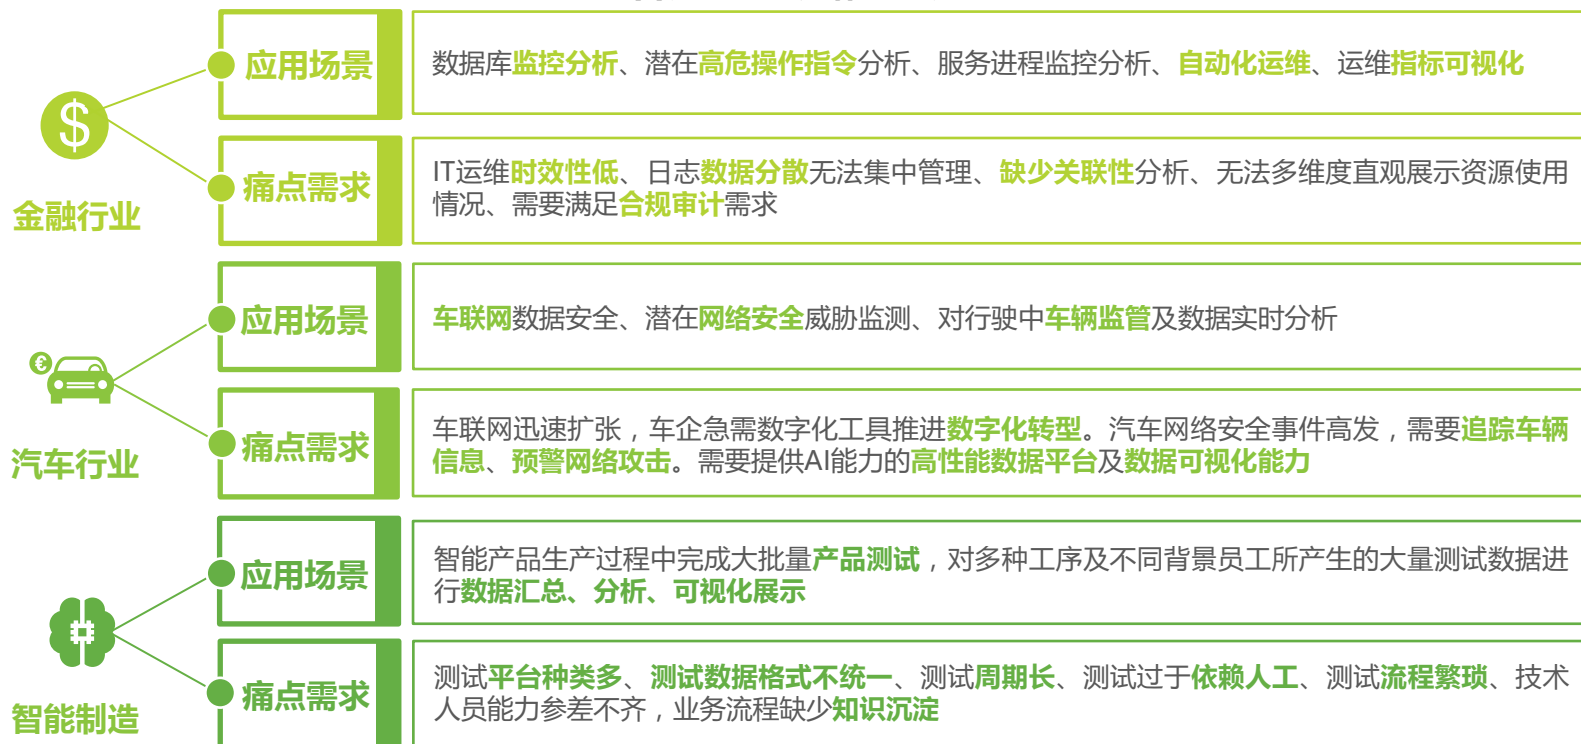 应用场景
数据库监控分析、潜在高危操作指令分析、服务进程监控分析、自动化运维、运维指标可视化
$
痛点需求
IT运维时效性低、日志数据分散无法集中管理、缺少关联性分析、无法多维度直观展示资源使用
情况、需要满足合规审计需求
金融行业
应用场景
车联网数据安全、潜在网络安全威胁监测、对行驶中车辆监管及数据实时分析
€
痛点需求
车联网迅速扩张，车企急需数字化工具推进数字化转型。汽车网络安全事件高发，需要追踪车辆
信息、预警网络攻击。需要提供AI能力的高性能数据平台及数据可视化能力
汽车行业
应用场景
智能产品生产过程中完成大批量产品测试，对多种工序及不同背景员工所产生的大量测试数据进
行数据汇总、分析、可视化展示
痛点需求
测试平台种类多、测试数据格式不统一、测试周期长、测试过于依赖人工、测试流程繁琐、技术
人员能力参差不齐，业务流程缺少知识沉淀
智能制造